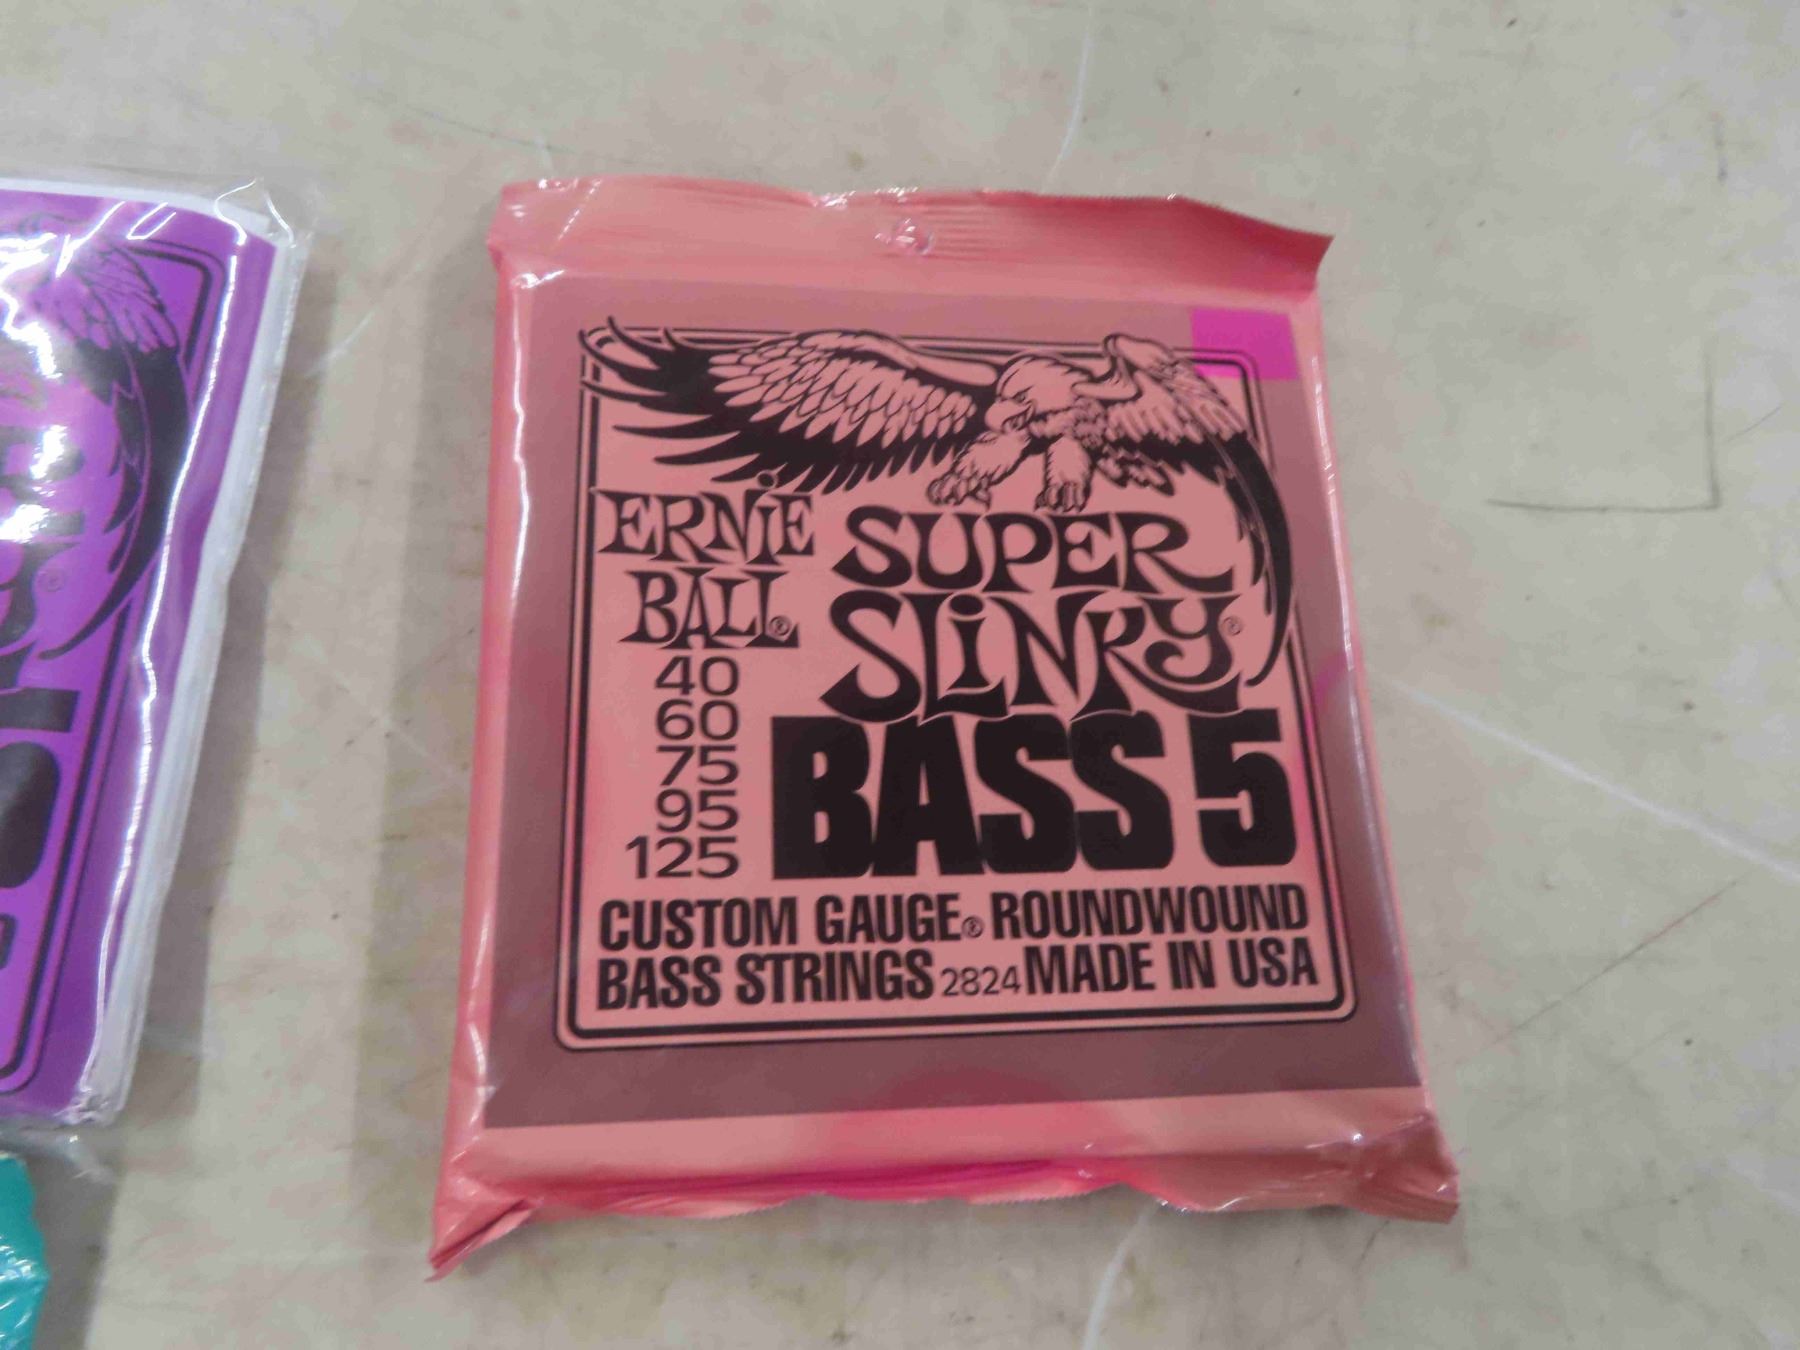 ERNIE
BALL®
SUPER
SLINKY®
BASS 5
40
60
75
95
125
CUSTOM GAUGE® ROUNDWOUND
BASS STRINGS 2824 MADE IN USA